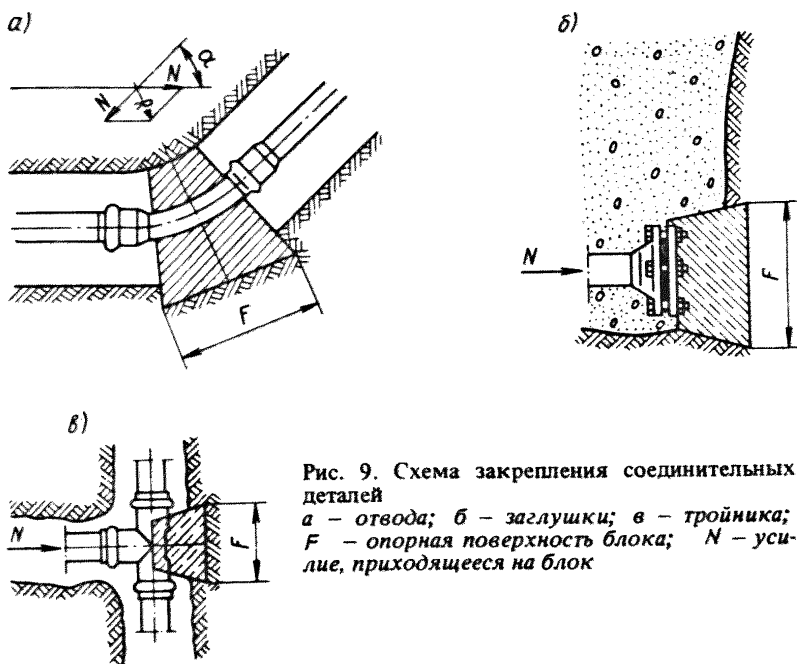 а)
N
α
N
R
F
б)
N
F
в)
N
F
Рис. 9. Схема закрепления соединительных
деталей
а – отвода; б – заглушки; в – тройника;
F – опорная поверхность блока; N – уси-
лие, приходящееся на блок